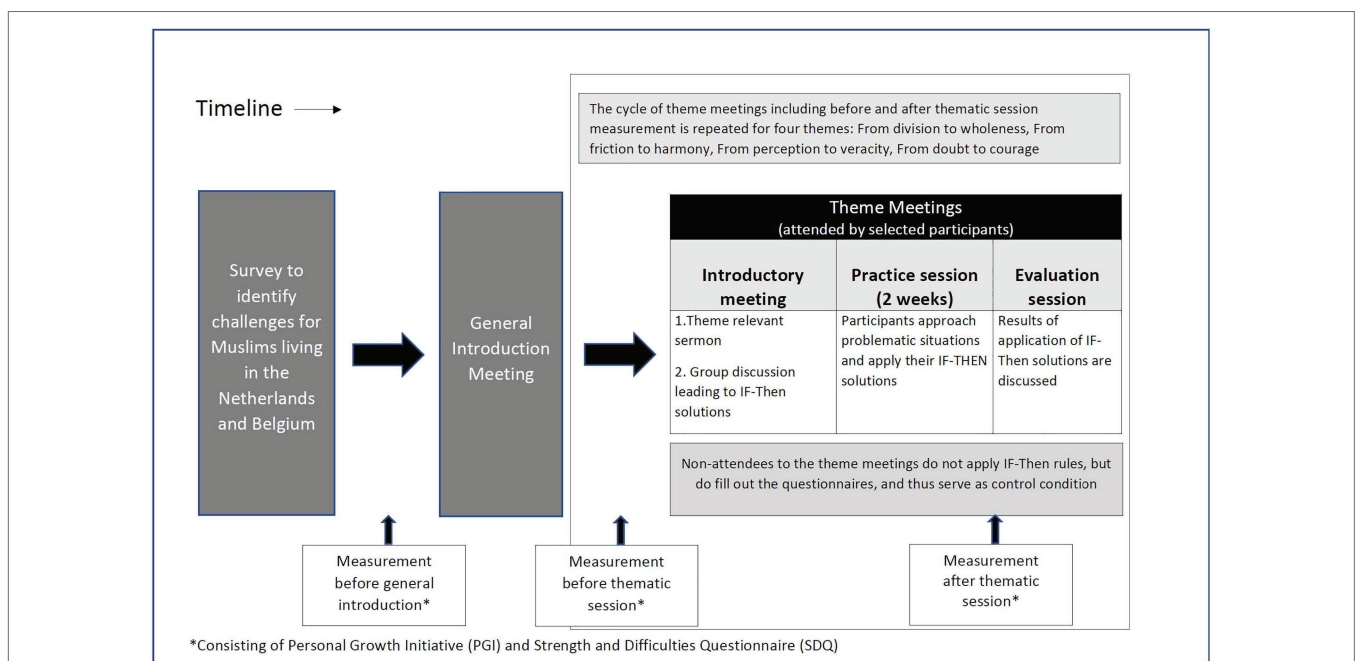 Timeline
The cycle of theme meetings including before and after thematic session
measurement is repeated for four themes: From division to wholeness, From
friction to harmony, From perception to veracity, From doubt to courage
Survey to
identify
challenges for
Muslims living
in the
Netherlands
and Belgium
General
Introduction
Meeting
Theme Meetings
(attended by selected participants)
Introductory
meeting
1.Theme relevant
sermon
2. Group discussion
leading to IF-Then
solutions
Practice session
(2 weeks)
Participants approach
problematic situations
and apply their IF-THEN
solutions
Evaluation
session
Results of
application of IF-
Then solutions are
discussed
Non-attendees to the theme meetings do not apply IF-Then rules, but
do fill out the questionnaires, and thus serve as control condition
Measurement
before general
introduction*
Measurement
before thematic
session*
Measurement
after thematic
session*
*Consisting of Personal Growth Initiative (PGI) and Strength and Difficulties Questionnaire (SDQ)